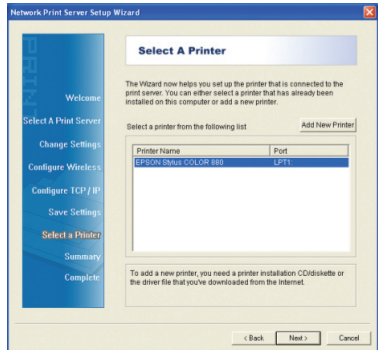 Network Print Server Setup Wizard
PRINT
Welcome
Select A Print Server
Change Settings
Configure Wireless
Configure TCP / IP
Save Settings
Select a Printer
Summary
Complete
Select A Printer
The Wizard now helps you set up the printer that is connected to the
print server. You can either select a printer that has already been
installed on this computer or add a new printer.
Select a printer from the following list
Add New Printer
Printer Name Port
EPSON Stylus COLOR 880 LPT1
To add a new printer, you need a printer installation CD/diskette or
the driver file that you've downloaded from the Internet.
< Back Next > Cancel